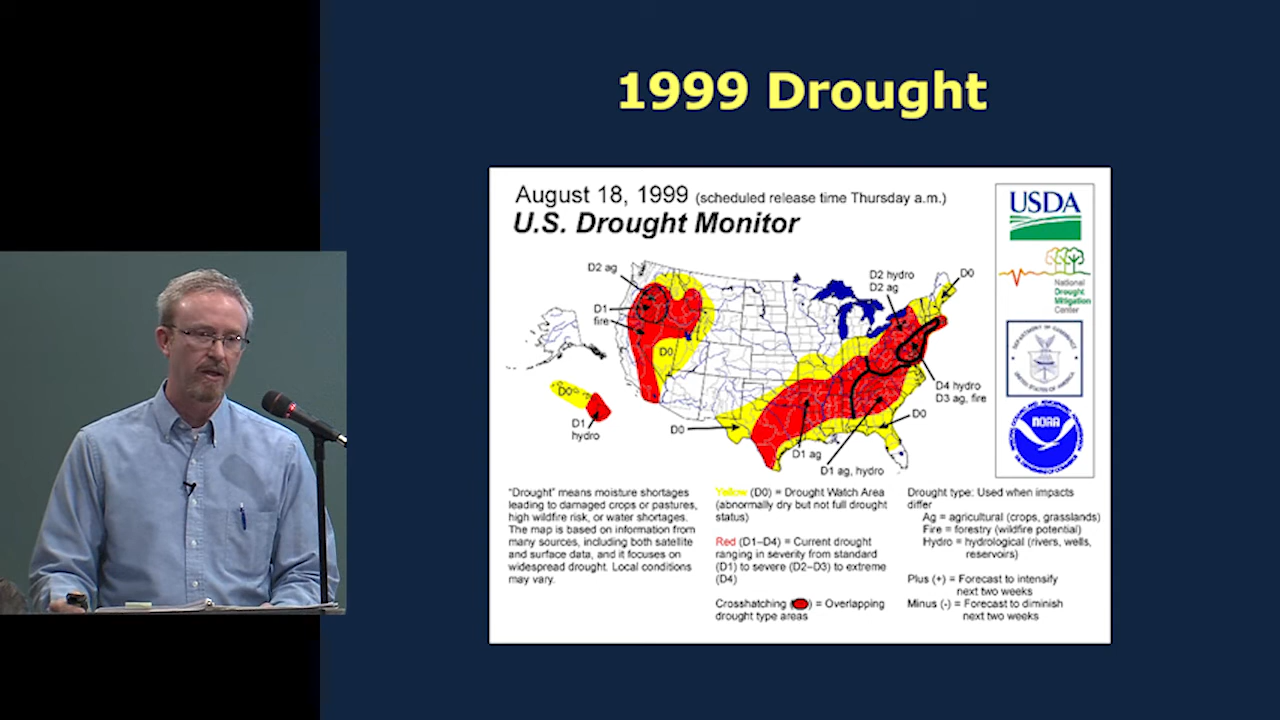 1999 Drought
August 18, 1999 (scheduled release time Thursday a.m.)
U.S. Drought Monitor
USDA
National
Drought
Mitigation
Center
DEPARTMENT OF COMMERCE
UNITED STATES OF AMERICA
NOAA
D2 ag
D1
fire
D0
D0
D1
hydro
D0
D2 hydro
D2 ag
D0
D4 hydro
D3 ag, fire
D0
D1 ag
D1 ag, hydro
"Drought" means moisture shortages
leading to damaged crops or pastures,
high wildfire risk, or water shortages.
The map is based on information from
many sources, including both satellite
and surface data, and it focuses on
widespread drought. Local conditions
may vary.
Yellow (D0) = Drought Watch Area
(abnormally dry but not full drought
status)
Red (D1–D4) = Current drought
ranging in severity from standard
(D1) to severe (D2–D3) to extreme
(D4)
Crosshatching ( ) = Overlapping
drought type areas
Drought type: Used when impacts
differ
Ag = agricultural (crops, grasslands)
Fire = forestry (wildfire potential)
Hydro = hydrological (rivers, wells,
reservoirs)
Plus (+) = Forecast to intensify
next two weeks
Minus (-) = Forecast to diminish
next two weeks